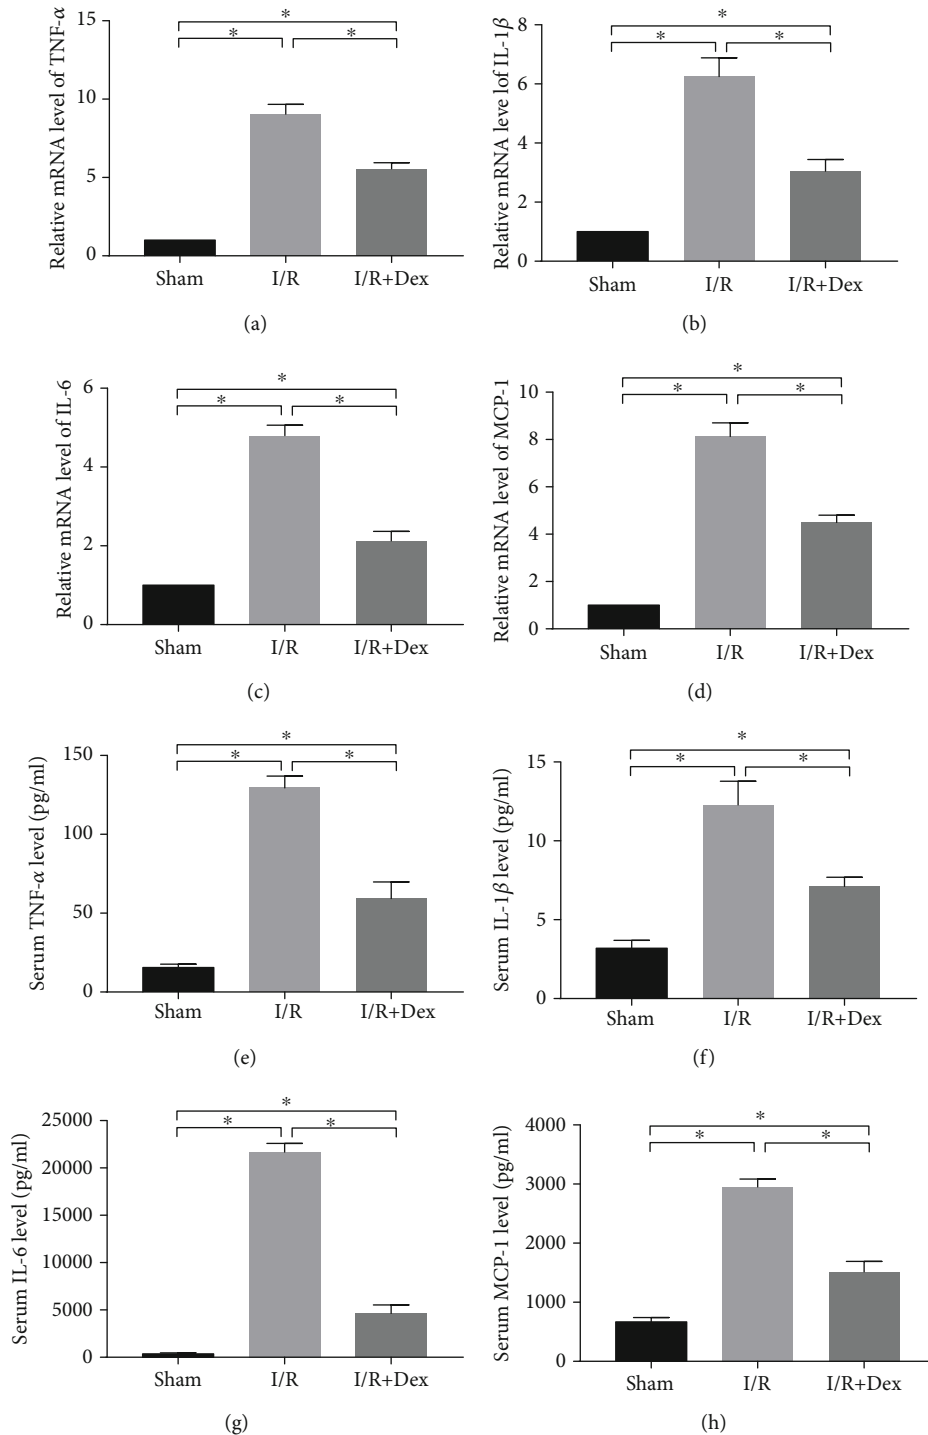 Relative mRNA level of TNF-α
15
10
5
0
*
*
*
Sham
I/R
I/R+Dex
(a)
Relative mRNA level of IL-1β
8
6
4
2
0
*
*
*
Sham
I/R
I/R+Dex
(b)
Relative mRNA level of IL-6
6
4
2
0
*
*
*
Sham
I/R
I/R+Dex
(c)
Relative mRNA level of MCP-1
10
8
6
4
2
0
*
*
*
Sham
I/R
I/R+Dex
(d)
Serum TNF-α level (pg/ml)
150
100
50
0
*
*
*
Sham
I/R
I/R+Dex
(e)
Serum IL-1β level (pg/ml)
15
10
5
0
*
*
*
Sham
I/R
I/R+Dex
(f)
Serum IL-6 level (pg/ml)
25000
20000
15000
10000
5000
0
*
*
*
Sham
I/R
I/R+Dex
(g)
Serum MCP-1 level (pg/ml)
4000
3000
2000
1000
0
*
*
*
Sham
I/R
I/R+Dex
(h)